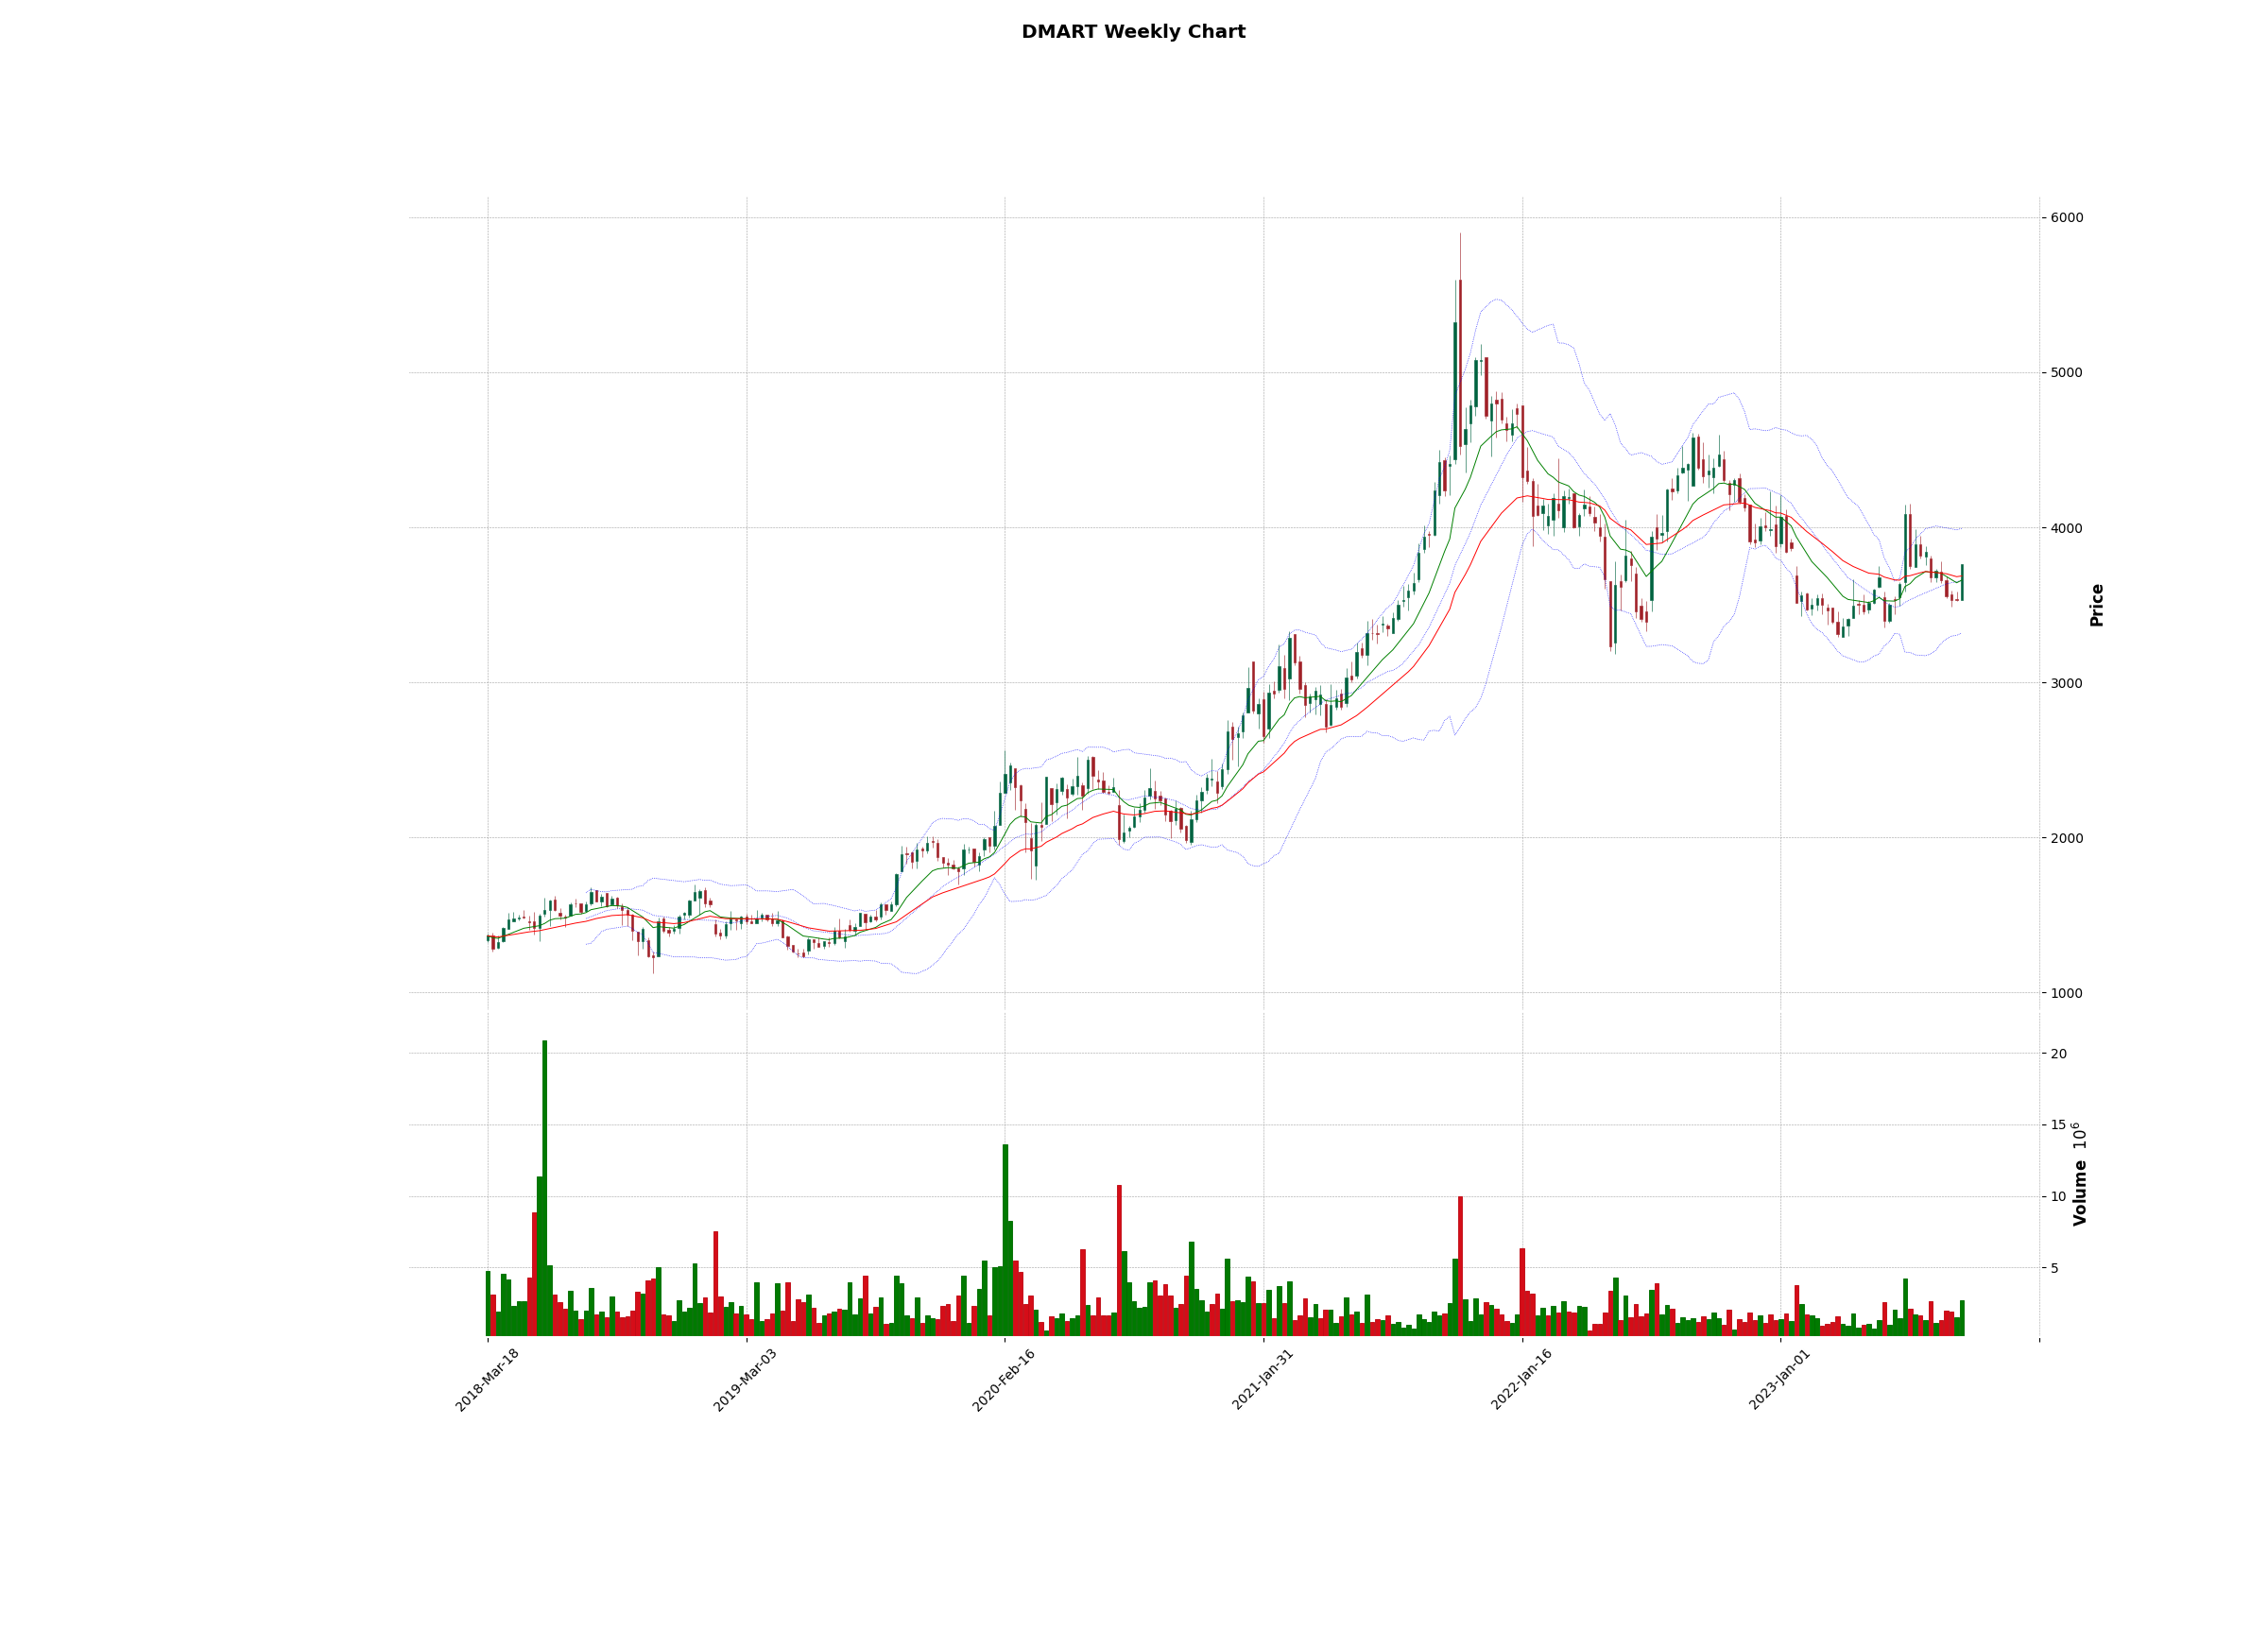 DMART Weekly Chart
6000
5000
4000
3000
2000
1000
Price
20
15
10
5
Volume 10^6
2018-Mar-18
2019-Mar-03
2020-Feb-16
2021-Jan-31
2022-Jan-16
2023-Jan-01